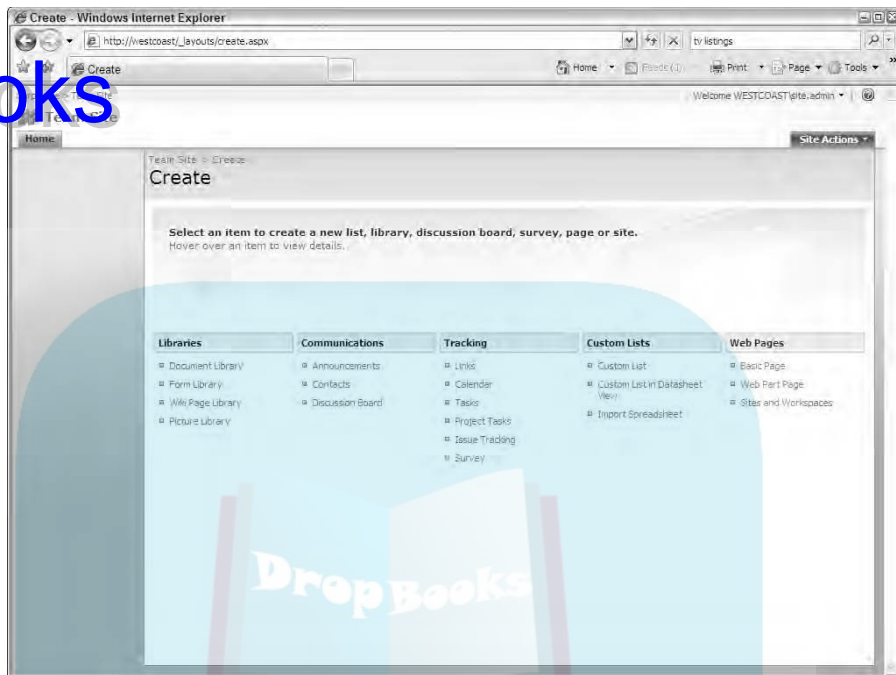 Create - Windows Internet Explorer
http://westcoast/_layouts/create.aspx
tv listings
Create
Home
Print
Page
Tools
oks
Team Site
Welcome WESTCOAST\site.admin
Team Site
Home
Site Actions
Team Site > Create
Create
Select an item to create a new list, library, discussion board, survey, page or site.
Hover over an item to view details.
Libraries
Communications
Tracking
Custom Lists
Web Pages
Document Library
Announcements
Links
Custom List
Basic Page
Form Library
Contacts
Calendar
Custom List in Datasheet
View
Web Part Page
Wiki Page Library
Discussion Board
Tasks
Import Spreadsheet
Sites and Workspaces
Picture Library
Project Tasks
Issue Tracking
Survey
DropBooks